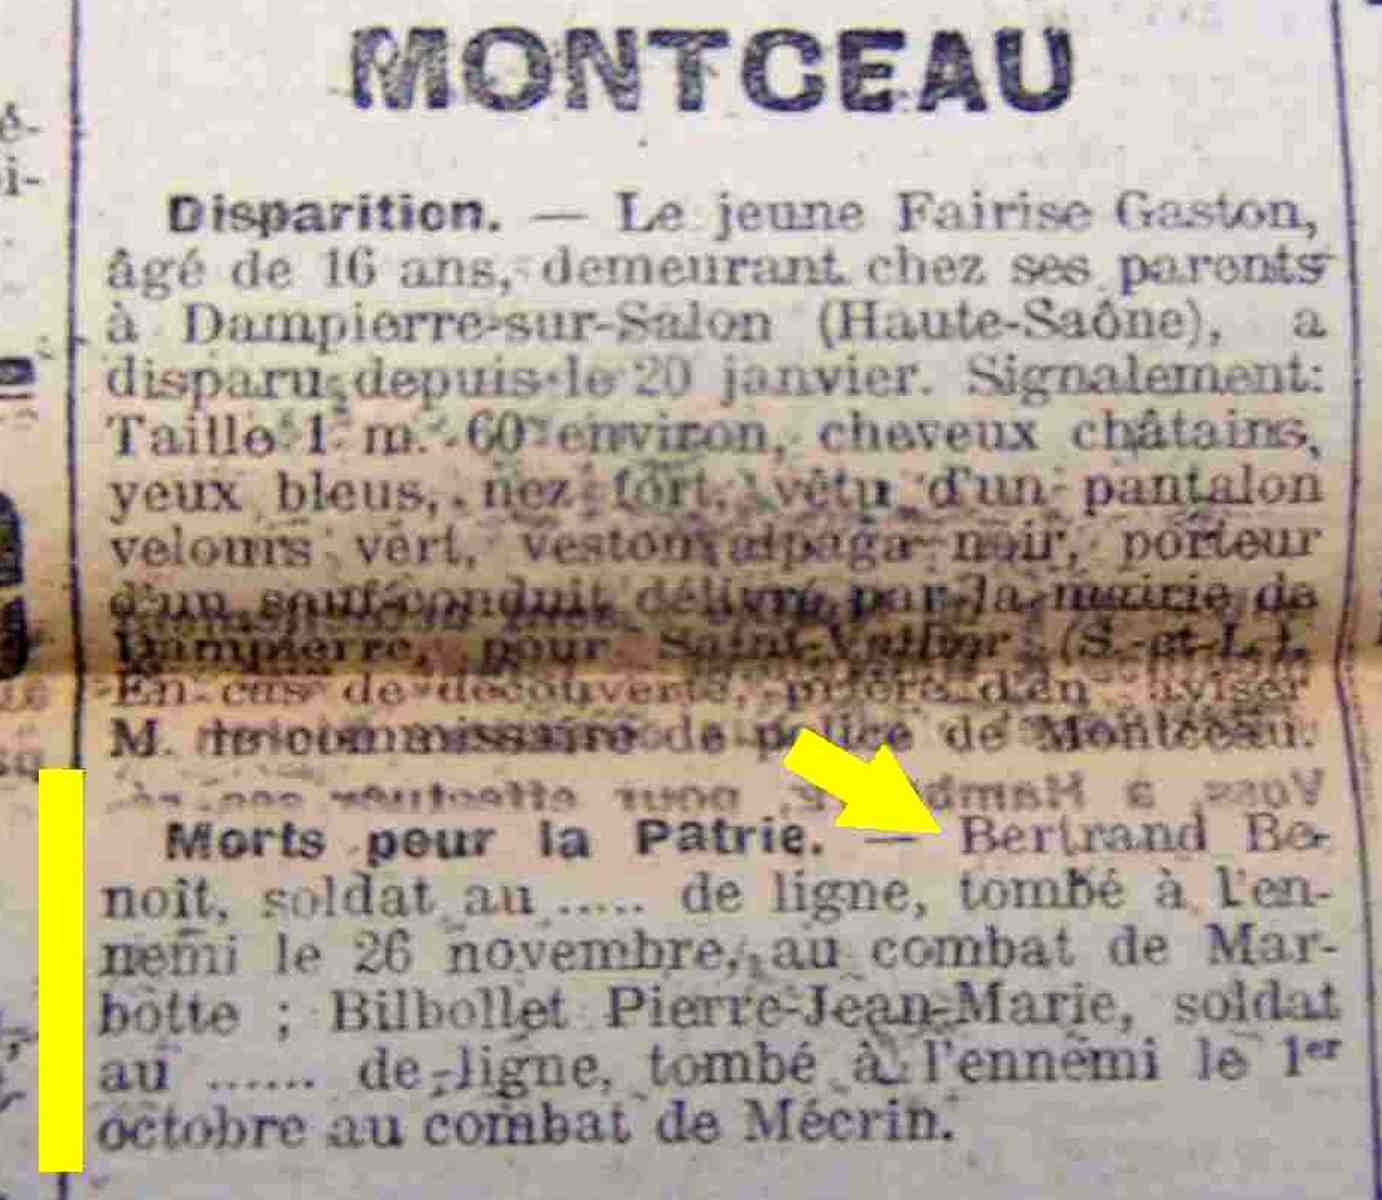 MONTCEAU
Disparition. — Le jeune Fairise Gaston,
âgé de 16 ans, demeurant chez ses parents
à Dampierre-sur-Salon (Haute-Saône), a
disparu depuis le 20 janvier. Signalement:
Taille 1 m. 60 environ, cheveux châtains,
yeux bleus, nez fort, vêtu d'un pantalon
velours vert, veston alpaga noir, porteur
d'un sauf-conduit délivré par la mairie de
Dampierre, pour Saint-Vallier (S.-et-L.).
En cas de découverte, prière d'en aviser
M. le commissaire de police de Montceau.
Morts pour la Patrie. — Bertrand Be-
noît, soldat au ..... de ligne, tombé à l'en-
nemi le 26 novembre, au combat de Mar-
botte ; Bilbollet Pierre-Jean-Marie, soldat
au ...... de ligne, tombé à l'ennemi le 1er
octobre au combat de Mécrin.